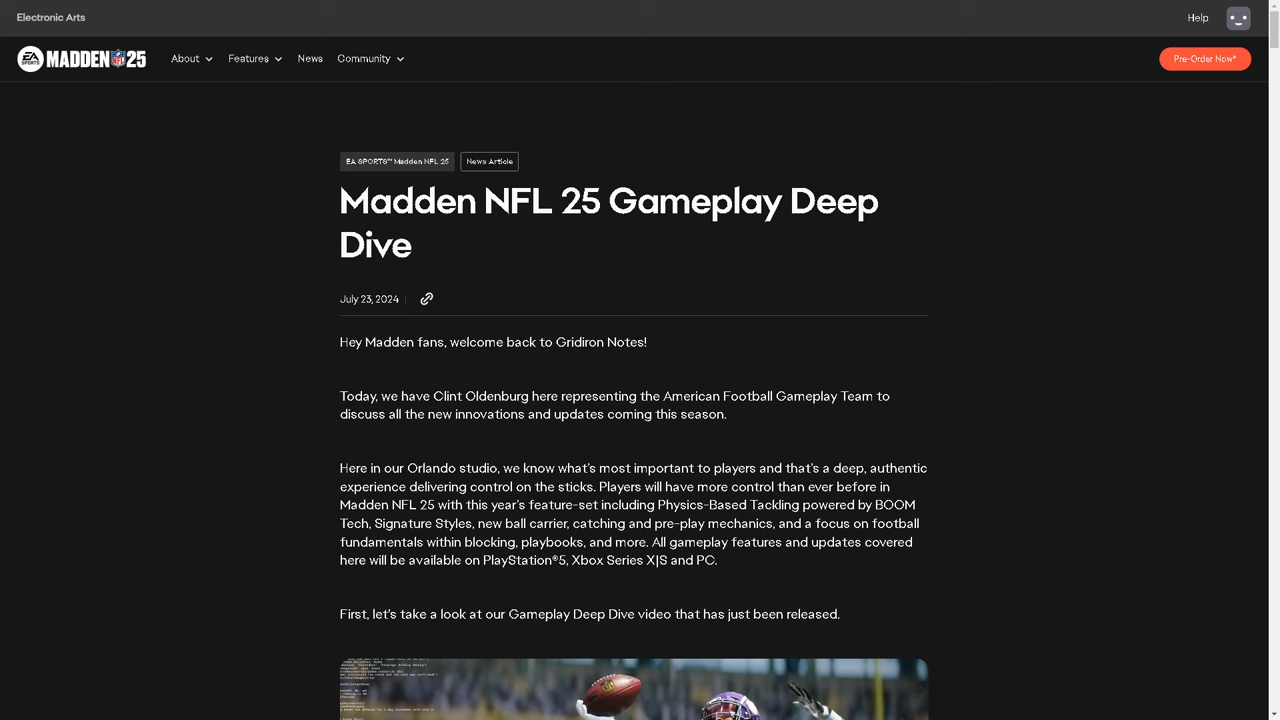 Electronic Arts
Help
EA SPORTS MADDEN NFL 25
About
Features
News
Community
Pre-Order Now*
EA SPORTS™ Madden NFL 25
News Article
Madden NFL 25 Gameplay Deep
Dive
July 23, 2024
Hey Madden fans, welcome back to Gridiron Notes!
Today, we have Clint Oldenburg here representing the American Football Gameplay Team to
discuss all the new innovations and updates coming this season.
Here in our Orlando studio, we know what's most important to players and that's a deep, authentic
experience delivering control on the sticks. Players will have more control than ever before in
Madden NFL 25 with this year's feature-set including Physics-Based Tackling powered by BOOM
Tech, Signature Styles, new ball carrier, catching and pre-play mechanics, and a focus on football
fundamentals within blocking, playbooks, and more. All gameplay features and updates covered
here will be available on PlayStation®5, Xbox Series X|S and PC.
First, let's take a look at our Gameplay Deep Dive video that has just been released.